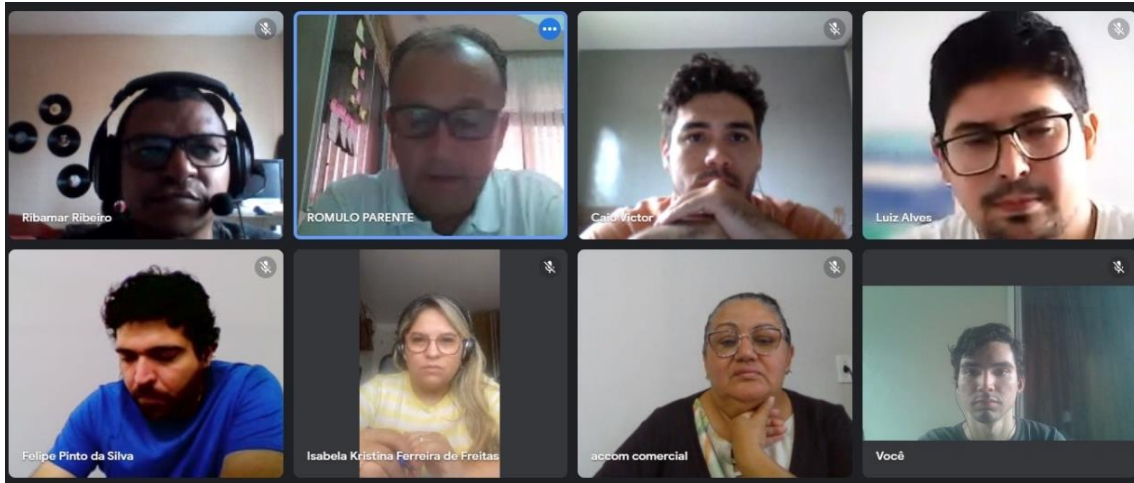 Ribamar Ribeiro
ROMULO PARENTE
Caio Victor
Luiz Alves
Felipe Pinto da Silva
Isabela Kristina Ferreira de Freitas
accom comercial
Você